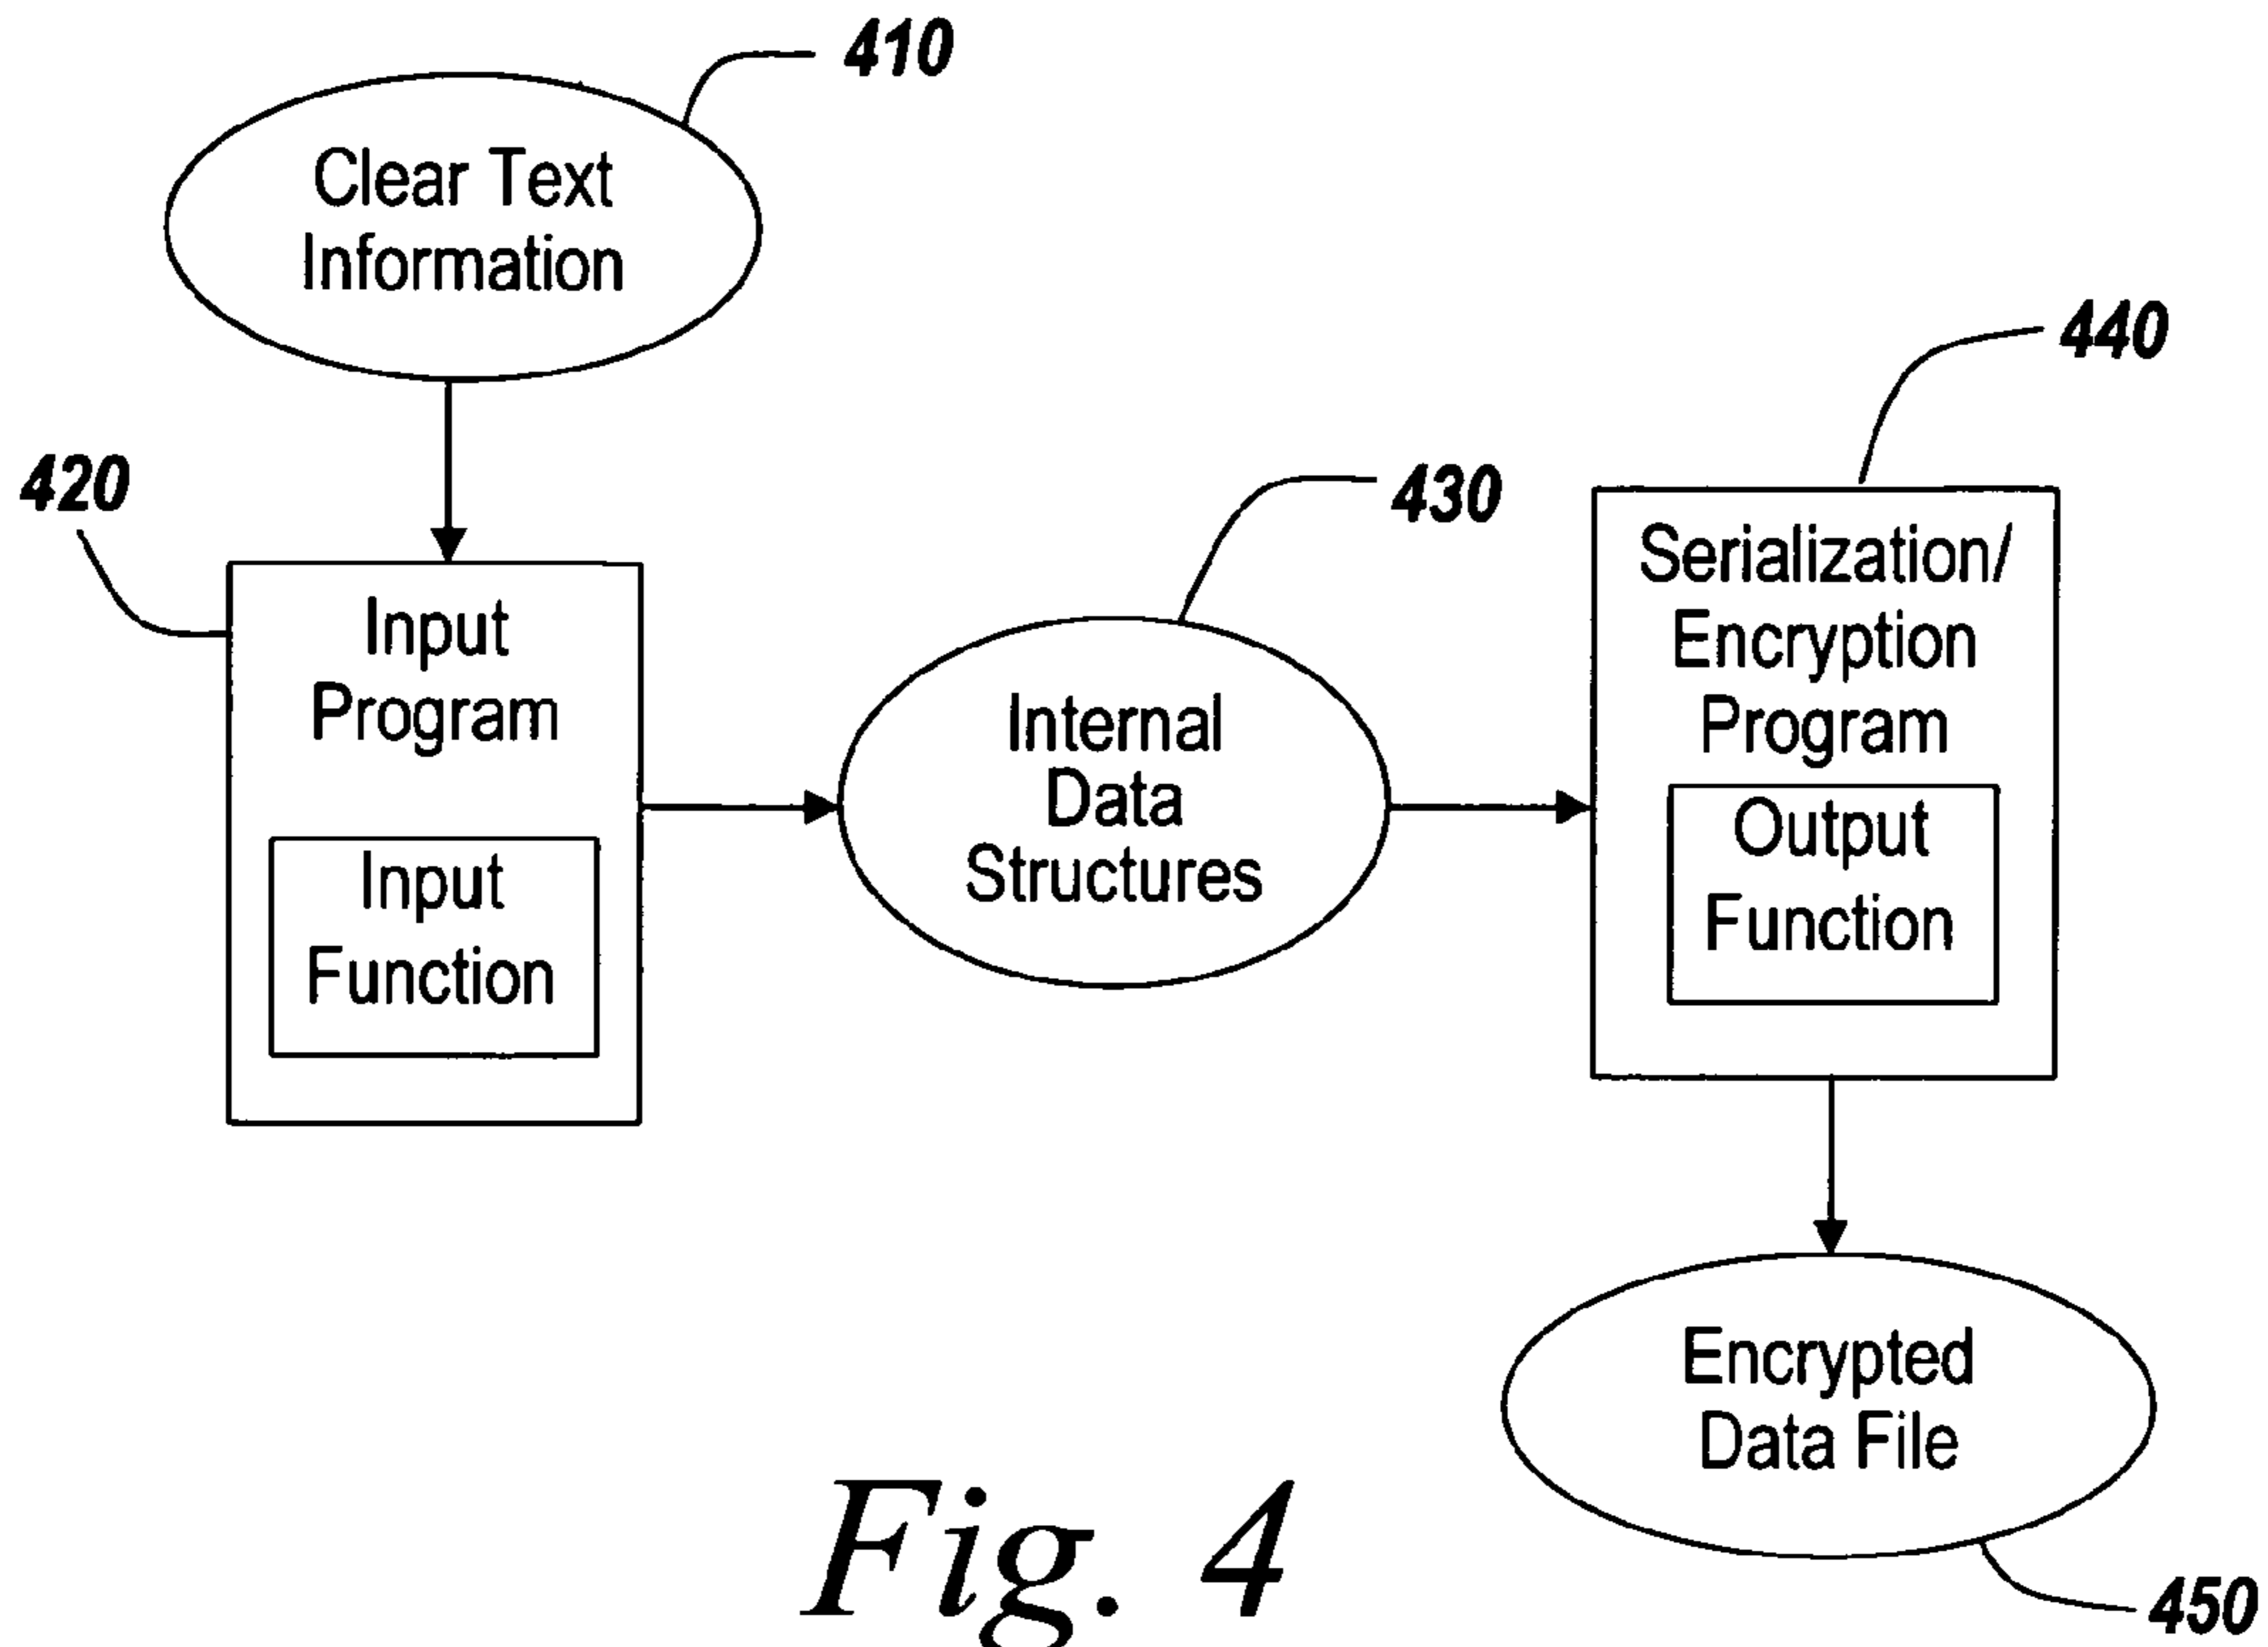 410
Clear Text
Information
420
Input
Program
Input
Function
430
Internal
Data
Structures
440
Serialization/
Encryption
Program
Output
Function
Encrypted
Data File
450
Fig. 4